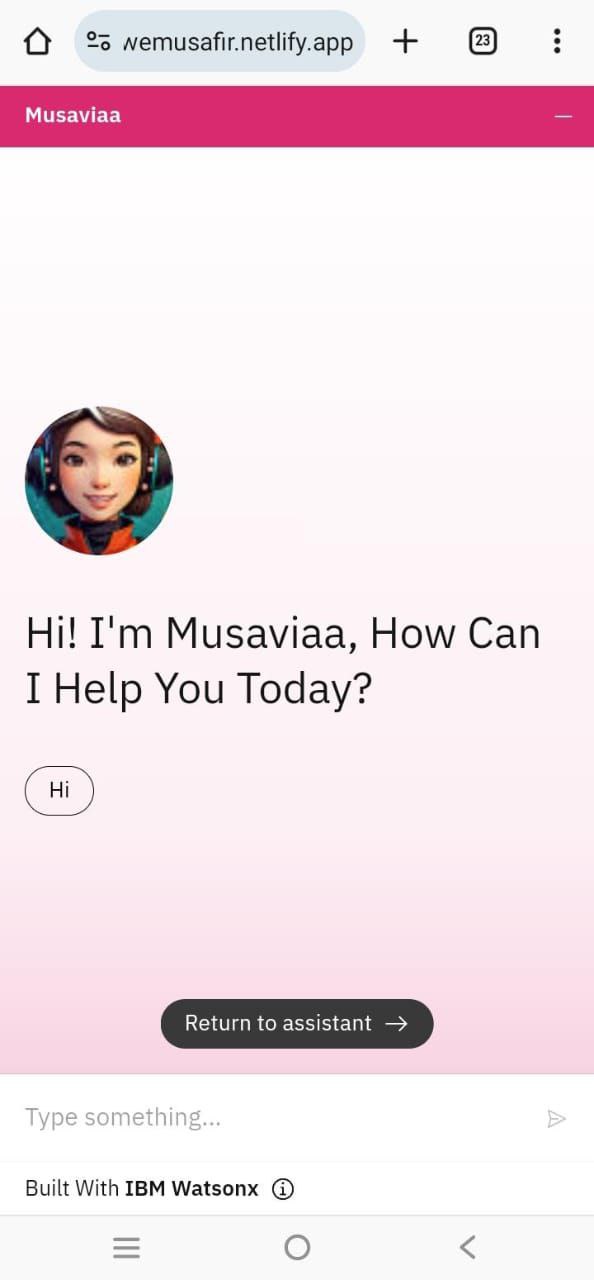 wemusafir.netlify.app
23
Musaviaa
Hi! I'm Musaviaa, How Can
I Help You Today?
Hi
Return to assistant
Type something...
Built With IBM Watsonx